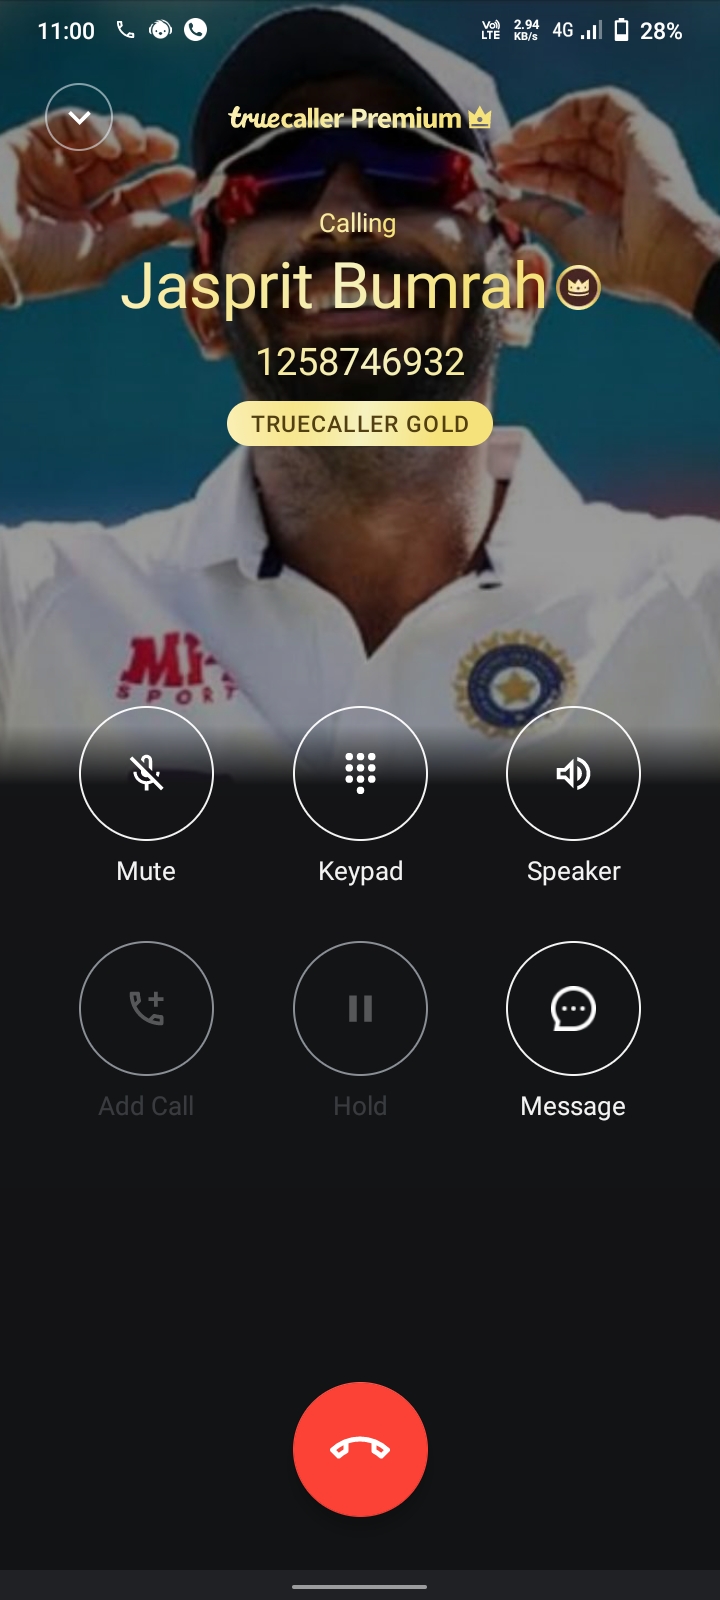 11:00 Vo) LTE 2.94 KB/s 4G 28%
truecaller Premium
Calling
Jasprit Bumrah
1258746932
TRUECALLER GOLD
SPORT
Mute Keypad Speaker
Add Call Hold Message